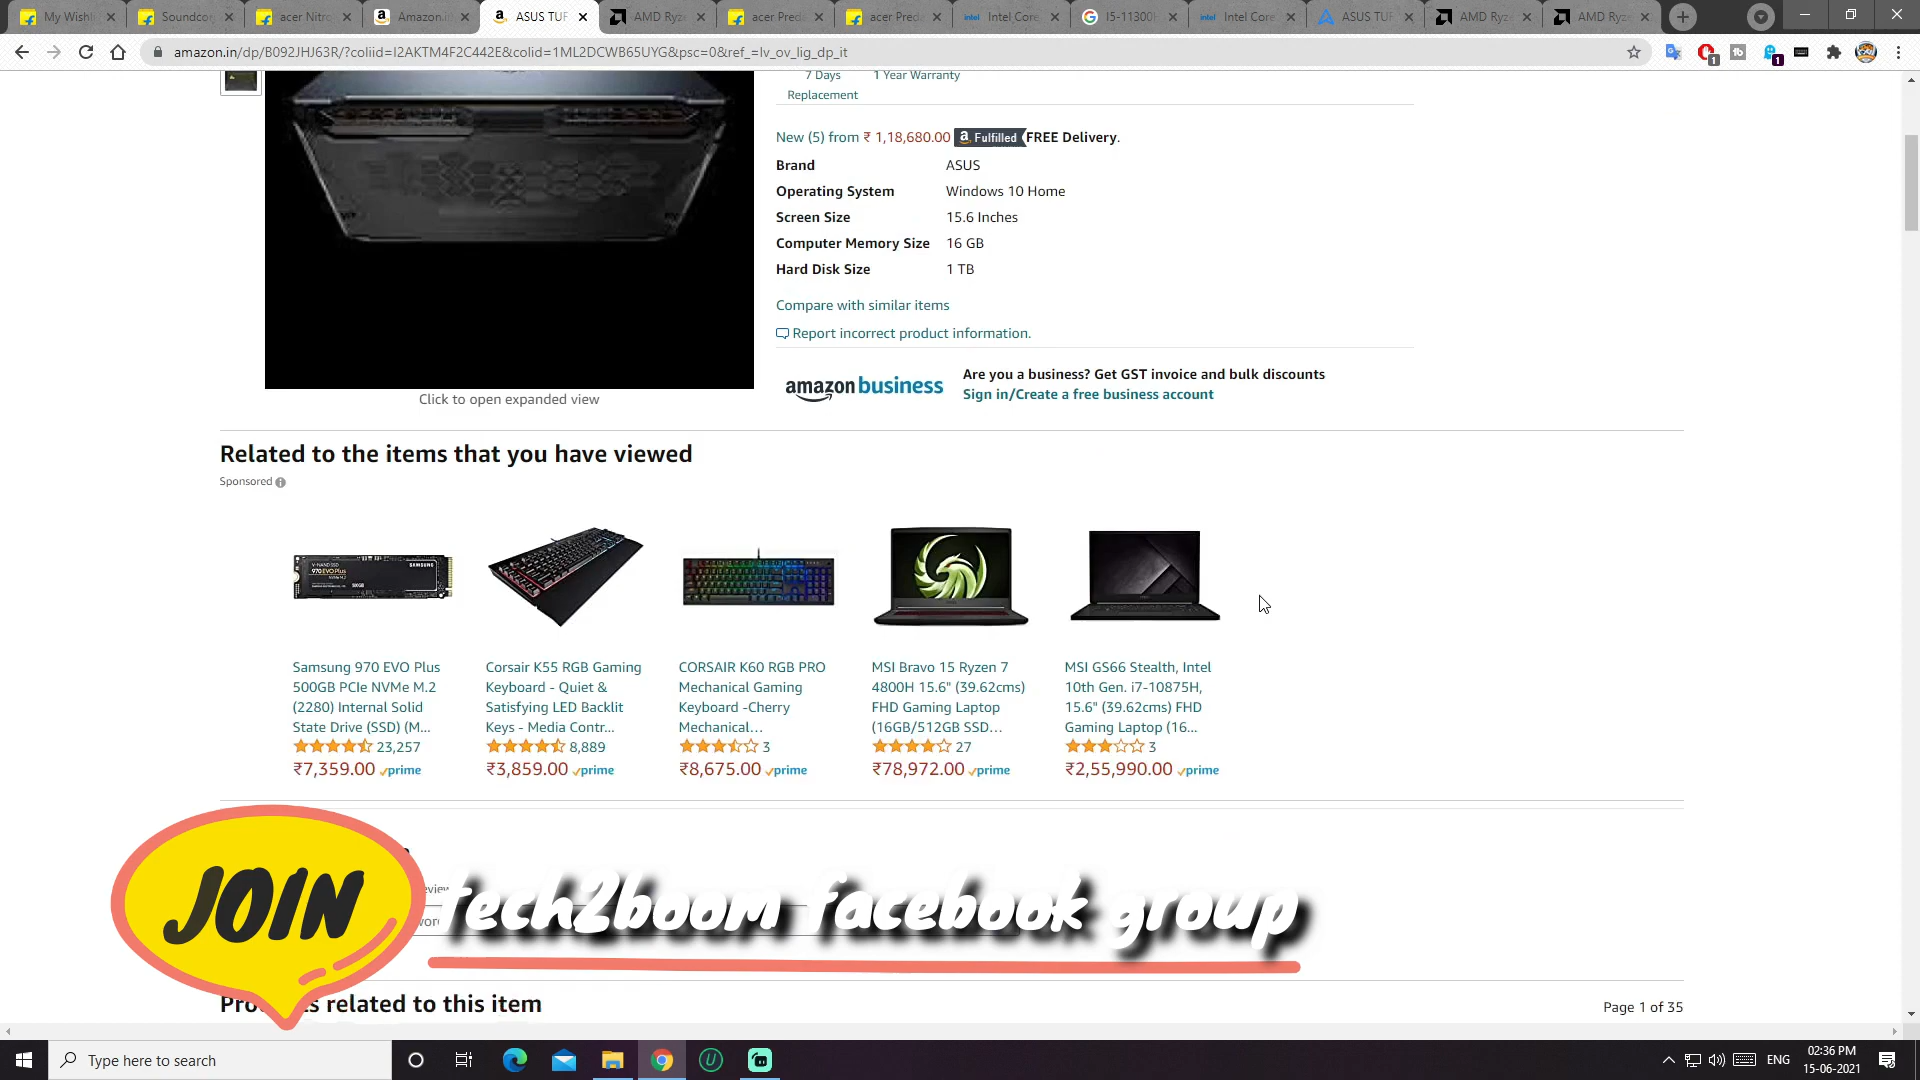 My Wishl
Soundco
acer Nitro
Amazon.i
ASUS TUF
AMD Ryz
acer Pred
acer Pred
Intel Core
I5-11300
Intel Core
ASUS TUF
AMD Ryz
AMD Ryz
amazon.in/dp/B092JHJ63R/?coliid=I2AKTM4F2C442E&colid=1ML2DCWB65UYG&psc=0&ref_=lv_ov_lig_dp_it
7 Days
Replacement
1 Year Warranty
New (5) from ₹ 1,18,680.00 a Fulfilled FREE Delivery.
Brand ASUS
Operating System Windows 10 Home
Screen Size 15.6 Inches
Computer Memory Size 16 GB
Hard Disk Size 1 TB
Compare with similar items
Report incorrect product information.
amazon business
Are you a business? Get GST invoice and bulk discounts
Sign in/Create a free business account
Click to open expanded view
Related to the items that you have viewed
Sponsored
V-NAND SSD
970 EVO Plus
NVMe M.2
SAMSUNG
500GB
Samsung 970 EVO Plus
500GB PCIe NVMe M.2
(2280) Internal Solid
State Drive (SSD) (M...
23,257
₹7,359.00 prime
Corsair K55 RGB Gaming
Keyboard - Quiet &
Satisfying LED Backlit
Keys - Media Contr...
8,889
₹3,859.00 prime
CORSAIR K60 RGB PRO
Mechanical Gaming
Keyboard -Cherry
Mechanical...
3
₹8,675.00 prime
MSI Bravo 15 Ryzen 7
4800H 15.6" (39.62cms)
FHD Gaming Laptop
(16GB/512GB SSD...
27
₹78,972.00 prime
MSI GS66 Stealth, Intel
10th Gen. i7-10875H,
15.6" (39.62cms) FHD
Gaming Laptop (16...
3
₹2,55,990.00 prime
JOIN
tech2boom facebook group
related to this item
Page 1 of 35
Type here to search
ENG
02:36 PM
15-06-2021